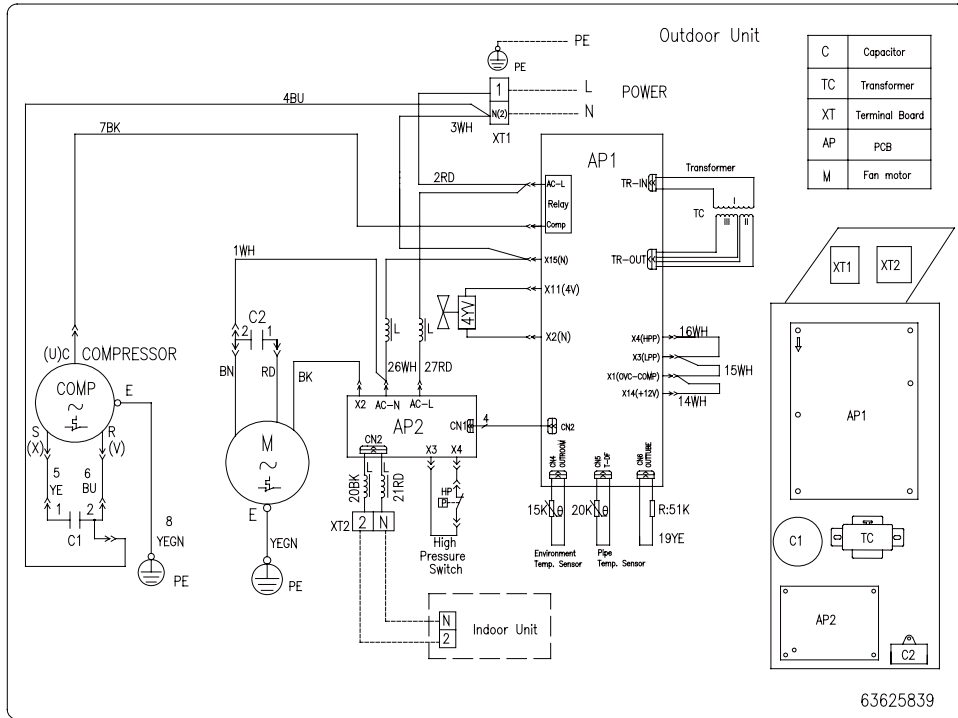 Outdoor Unit
PE
PE
1
L
POWER
N(2)
N
XT1
C Capacitor
TC Transformer
XT Terminal Board
AP PCB
M Fan motor
4BU
7BK
3WH
2RD
AP1
AC-L
Relay
Comp
TR-IN
Transformer
I
TC
III
II
X15(N)
TR-OUT
1WH
X11(4V)
4YV
X2(N)
L
L
C2
2 1
BN
RD
BK
26WH
27RD
X4(HPP)
16WH
X3(LPP)
15WH
X1(OVC-COMP)
X14(+12V)
14WH
(U)C COMPRESSOR
COMP
~
E
S
(X)
R
(V)
5
YE
6
BU
1 2
C1
8
YEGN
PE
M
~
E
YEGN
PE
X2 AC-N AC-L
AP2
CN1
4
CN2
CN2
X3 X4
L
L
20BK
21RD
XT2
2 N
HP
P
High
Pressure
Switch
CN4
OUTROOM
CN5
T-DF
CN6
OUTTUBE
15K
θ
20K
θ
R:51K
19YE
Environment
Temp. Sensor
Pipe
Temp. Sensor
N
2
Indoor Unit
XT1
XT2
AP1
C1
TC
AP2
C2
63625839